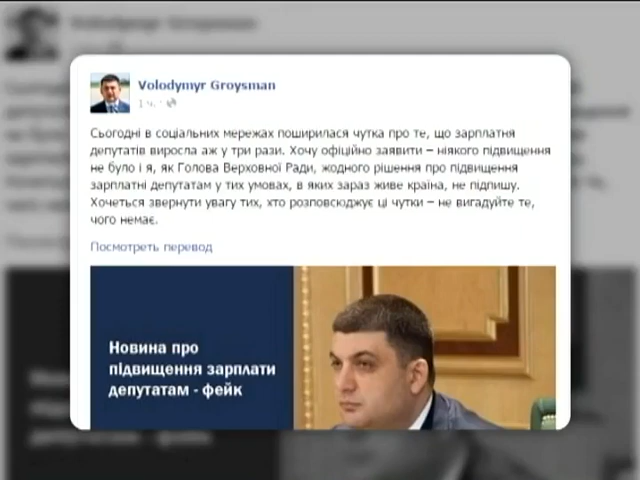 Volodymyr Groysman
1 ч.
Сьогодні в соціальних мережах поширилася чутка про те, що зарплатня
депутатів виросла аж у три рази. Хочу офіційно заявити – ніякого підвищення
не було і я, як Голова Верховної Ради, жодного рішення про підвищення
зарплатні депутатам у тих умовах, в яких зараз живе країна, не підпишу.
Хочеться звернути увагу тих, хто розповсюджує ці чутки – не вигадуйте те,
чого немає.
Посмотреть перевод
Новина про
підвищення зарплати
депутатам - фейк